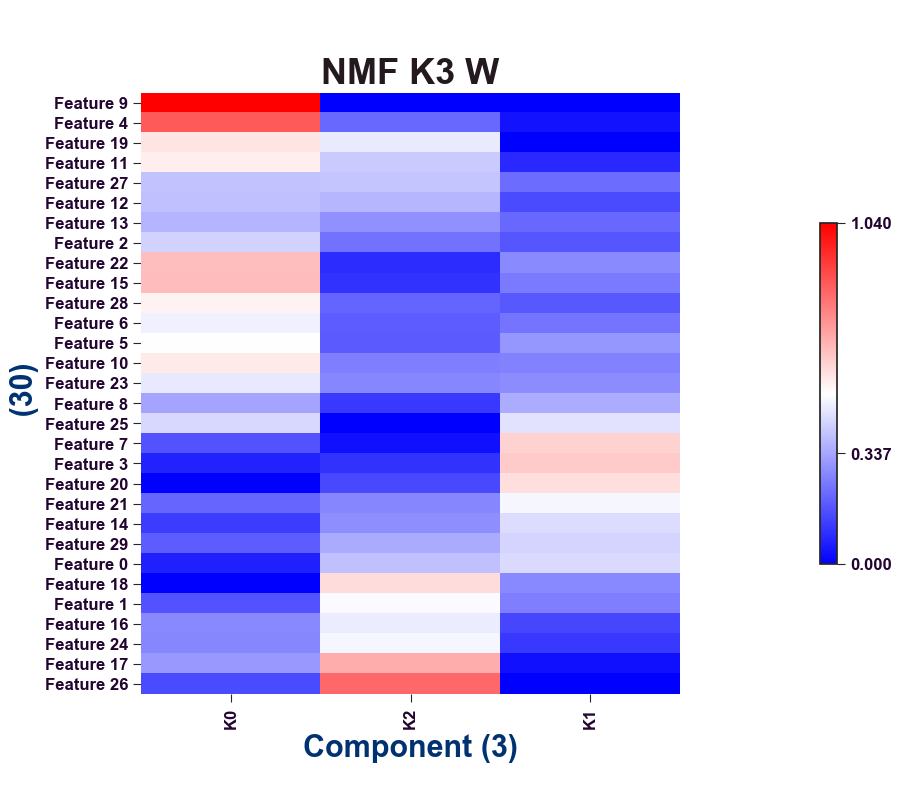 NMF K3 W
Feature 9
Feature 4
Feature 19
Feature 11
Feature 27
Feature 12
Feature 13
Feature 2
Feature 22
Feature 15
Feature 28
Feature 6
Feature 5
Feature 10
Feature 23
Feature 8
Feature 25
Feature 7
Feature 3
Feature 20
Feature 21
Feature 14
Feature 29
Feature 0
Feature 18
Feature 1
Feature 16
Feature 24
Feature 17
Feature 26
(30)
K0
K2
K1
Component (3)
1.040
0.337
0.000